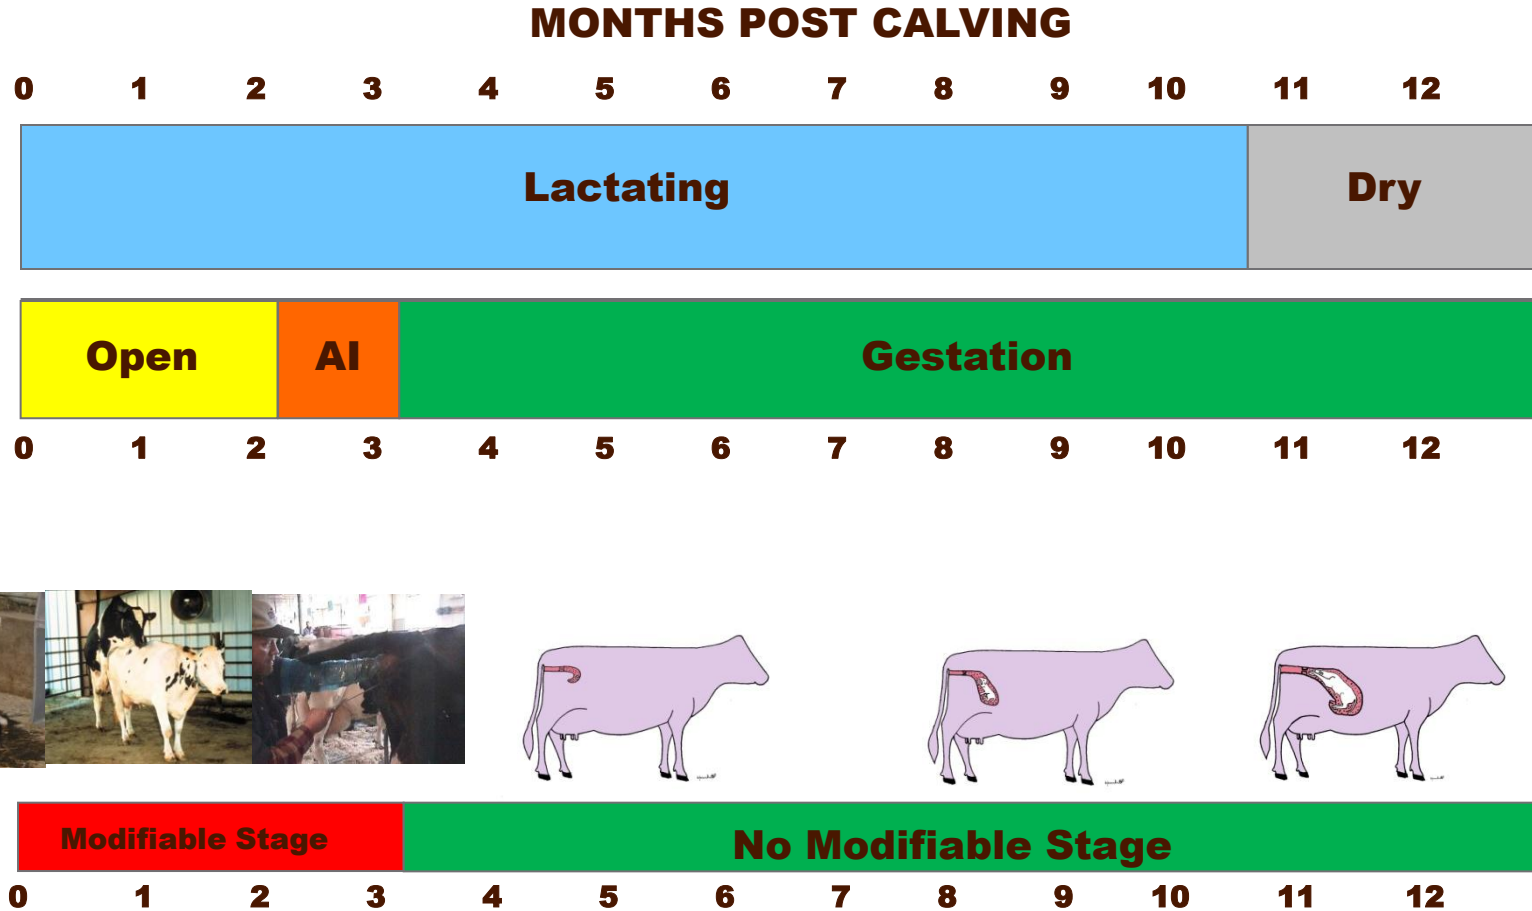 MONTHS POST CALVING
0 1 2 3 4 5 6 7 8 9 10 11 12
Lactating Dry
Open AI Gestation
0 1 2 3 4 5 6 7 8 9 10 11 12
Modifiable Stage No Modifiable Stage
0 1 2 3 4 5 6 7 8 9 10 11 12